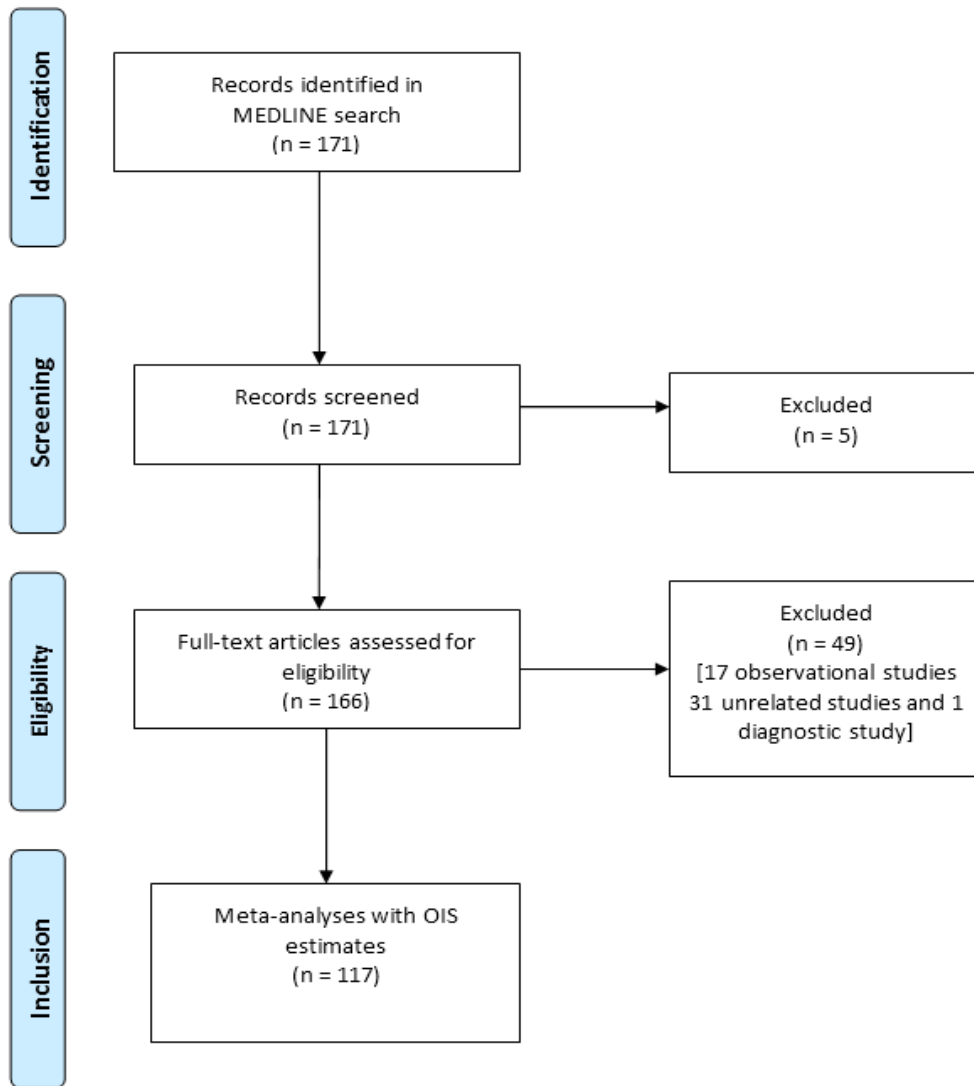 Identification
Records identified in
MEDLINE search
(n = 171)
Screening
Records screened
(n = 171)
Excluded
(n = 5)
Eligibility
Full-text articles assessed for
eligibility
(n = 166)
Excluded
(n = 49)
[17 observational studies
31 unrelated studies and 1
diagnostic study]
Inclusion
Meta-analyses with OIS
estimates
(n = 117)